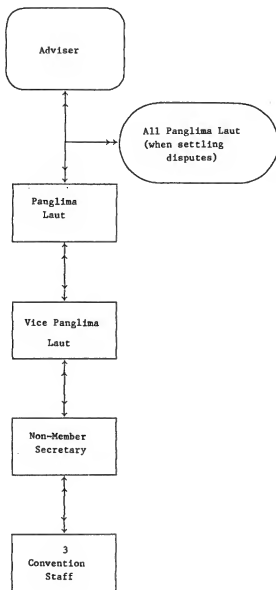 Adviser
All Panglima Laut
(when settling
disputes)
Panglima
Laut
Vice Panglima
Laut
Non-Member
Secretary
3
Convention
Staff